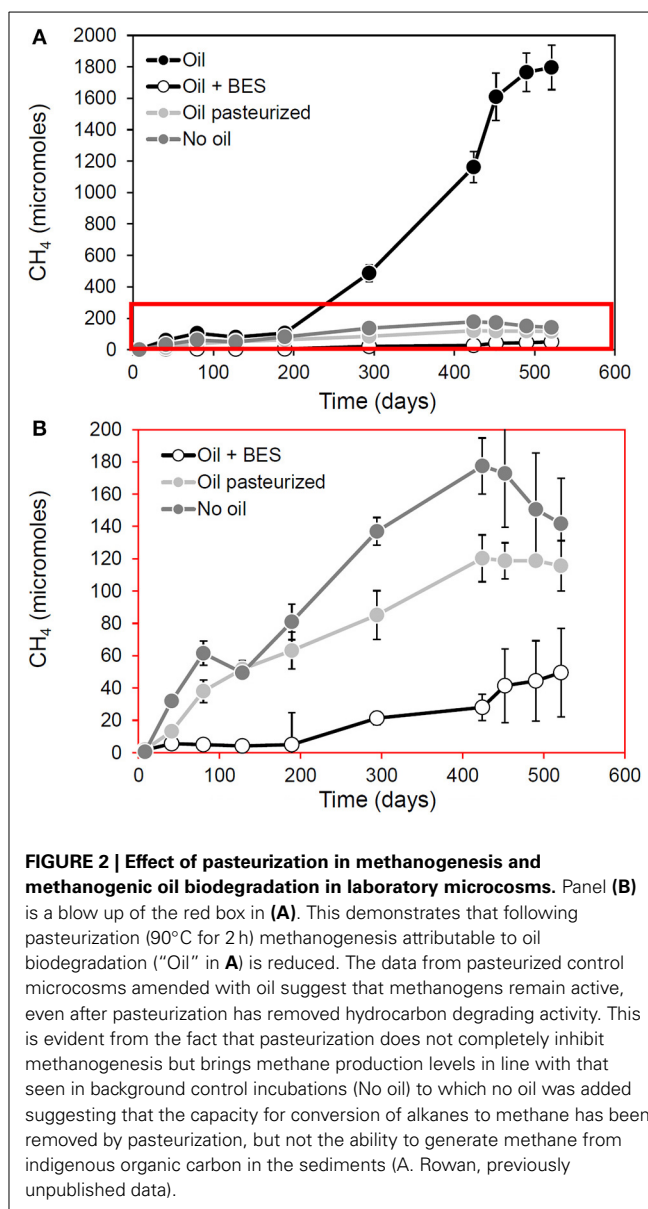 A
2000
1800
1600
1400
1200
1000
800
600
400
200
0
CH4 (micromoles)
Oil
Oil + BES
Oil pasteurized
No oil
0 100 200 300 400 500 600
Time (days)
B
200
180
160
140
120
100
80
60
40
20
0
CH4 (micromoles)
Oil + BES
Oil pasteurized
No oil
0 100 200 300 400 500 600
Time (days)
FIGURE 2 | Effect of pasteurization in methanogenesis and
methanogenic oil biodegradation in laboratory microcosms. Panel (B)
is a blow up of the red box in (A). This demonstrates that following
pasteurization (90°C for 2 h) methanogenesis attributable to oil
biodegradation ("Oil" in A) is reduced. The data from pasteurized control
microcosms amended with oil suggest that methanogens remain active,
even after pasteurization has removed hydrocarbon degrading activity. This
is evident from the fact that pasteurization does not completely inhibit
methanogenesis but brings methane production levels in line with that
seen in background control incubations (No oil) to which no oil was added
suggesting that the capacity for conversion of alkanes to methane has been
removed by pasteurization, but not the ability to generate methane from
indigenous organic carbon in the sediments (A. Rowan, previously
unpublished data).